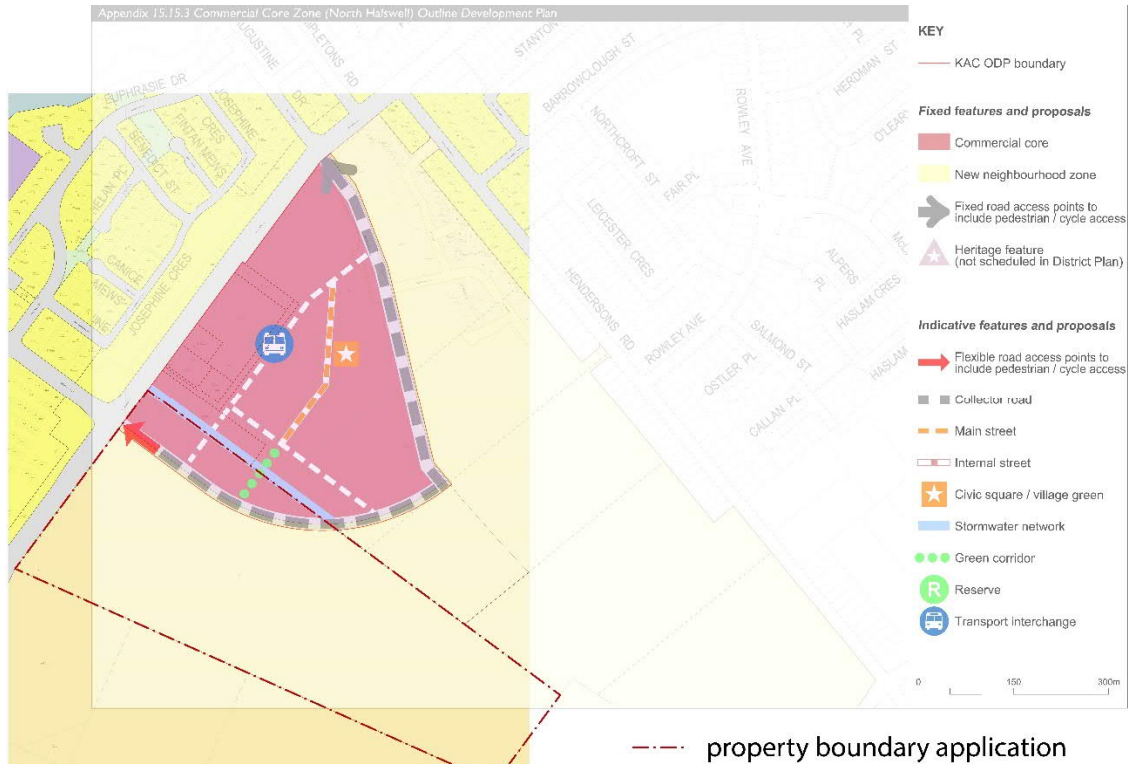 Appendix 15.15.3 Commercial Core Zone (North Halswell) Outline Development Plan
KEY
KAC ODP boundary
Fixed features and proposals
Commercial core
New neighbourhood zone
Fixed road access points to
include pedestrian / cycle access
Heritage feature
(not scheduled in District Plan)
Indicative features and proposals
Flexible road access points to
include pedestrian / cycle access
Collector road
Main street
Internal street
Civic square / village green
Stormwater network
Green corridor
R
Reserve
Transport interchange
0 150 300m
property boundary application
EUPHRASIE DR
AUGUSTINE
DR
JOSEPHINE
CRES
FINTAN MEWS
BENEDICT ST
CANICE
MEWS
JOSEPHINE CRES
BARROWCLOUGH ST
NORTHCROFT ST
FAIR PL
LEICESTER CRES
HENDERSONS RD
ROWLEY AVE
ROWLEY AVE
OSTLER PL
SALMOND ST
CALLAN PL
ALPERS
PL
HASLAM CRES
HASLAM
HERDMAN ST
O'LEAR
PL